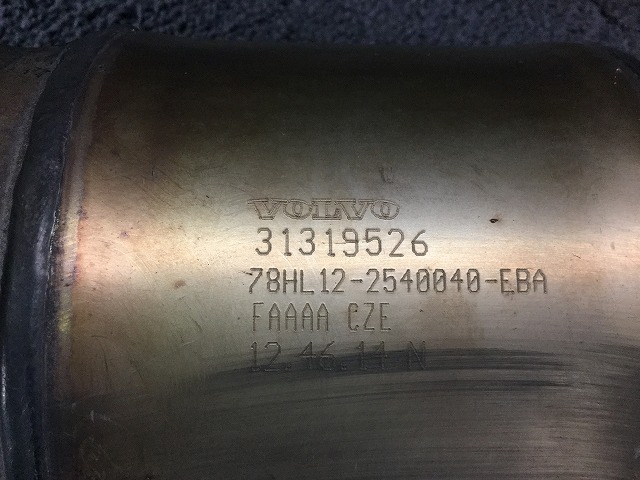 VOLVO
31319526
78HL12-2540040-EBA
FAAAA CZE
12.46.14 N